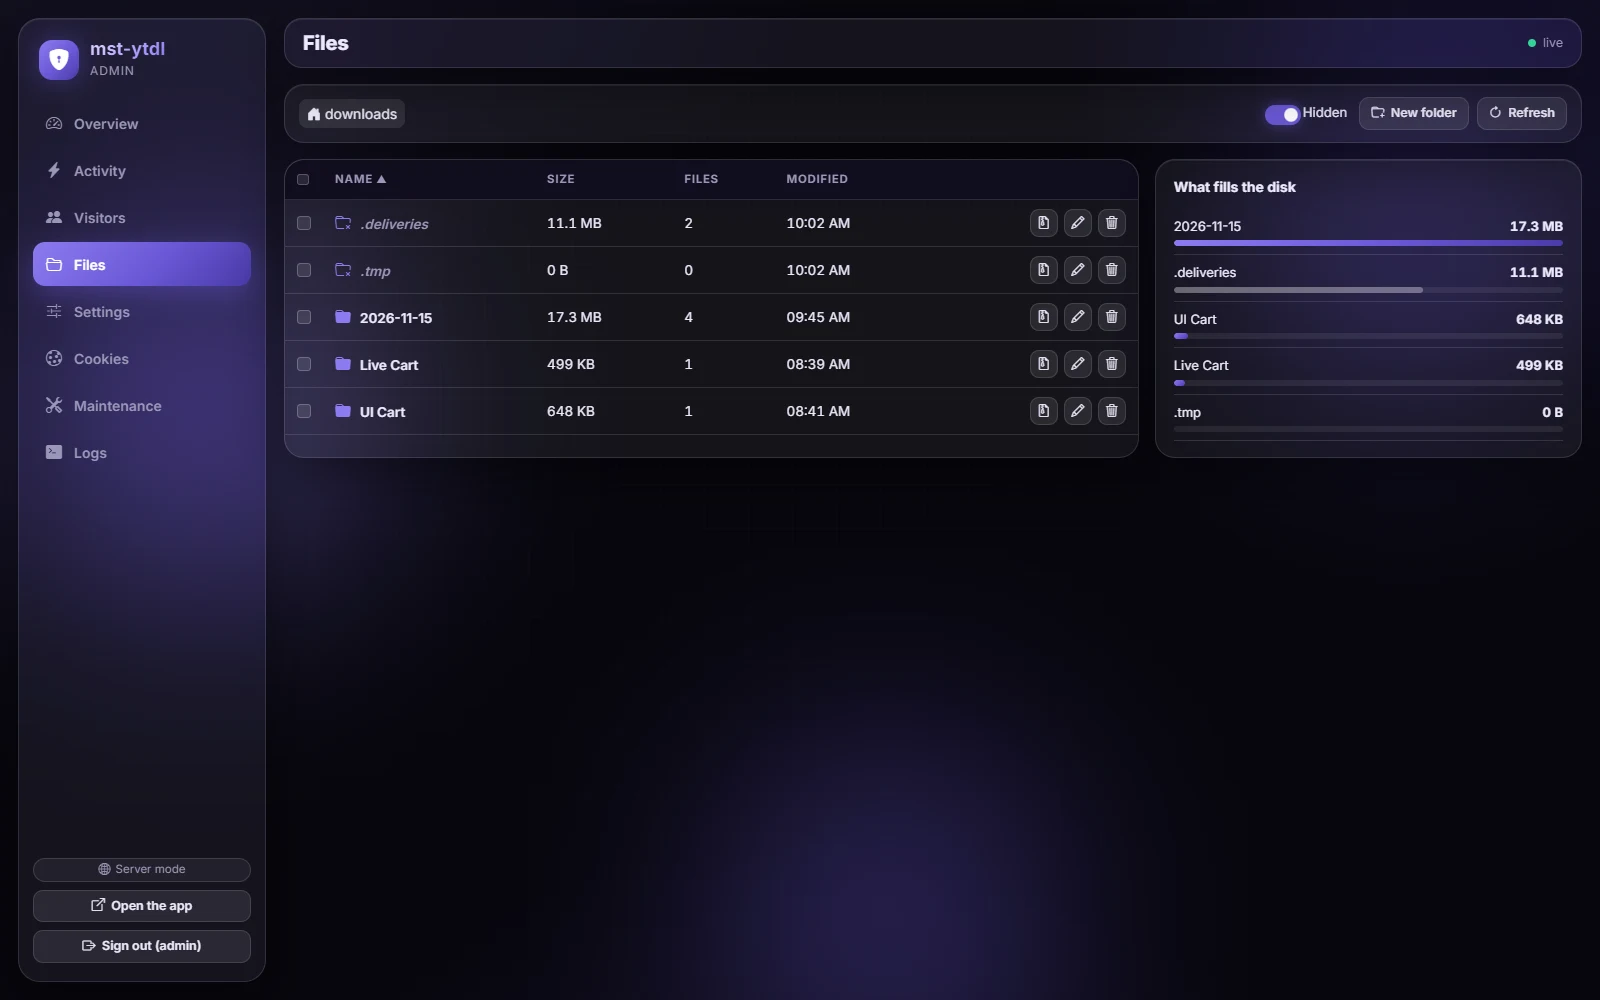 mst-ytdl
ADMIN
Overview
Activity
Visitors
Files
Settings
Cookies
Maintenance
Logs
Server mode
Open the app
Sign out (admin)
Files
live
downloads
Hidden
New folder
Refresh
NAME ▲ SIZE FILES MODIFIED
.deliveries 11.1 MB 2 10:02 AM
.tmp 0 B 0 10:02 AM
2026-11-15 17.3 MB 4 09:45 AM
Live Cart 499 KB 1 08:39 AM
UI Cart 648 KB 1 08:41 AM
What fills the disk
2026-11-15 17.3 MB
.deliveries 11.1 MB
UI Cart 648 KB
Live Cart 499 KB
.tmp 0 B